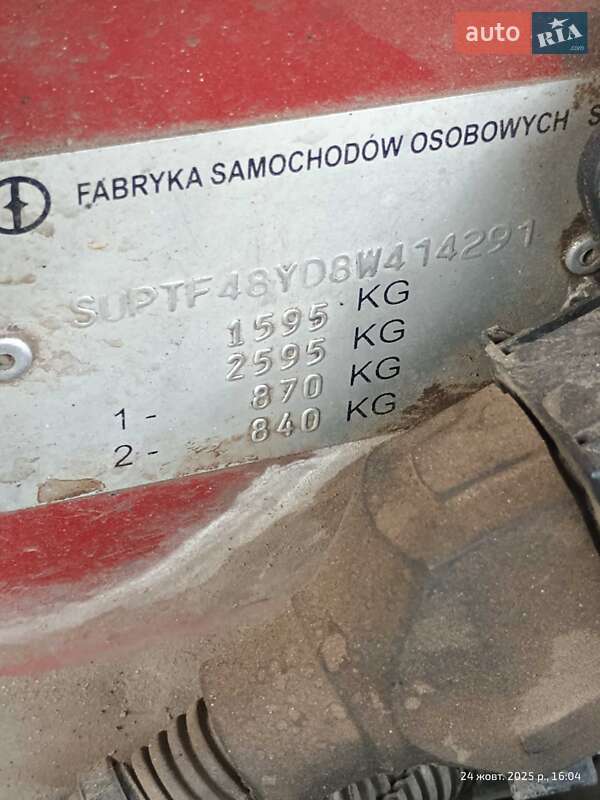 auto RIA
.com
FABRYKA SAMOCHODÓW OSOBOWYCH S
SUPTF48YD8W414291
1595 KG
2595 KG
1 - 870 KG
2 - 840 KG
24 жовт. 2025 р., 16:04